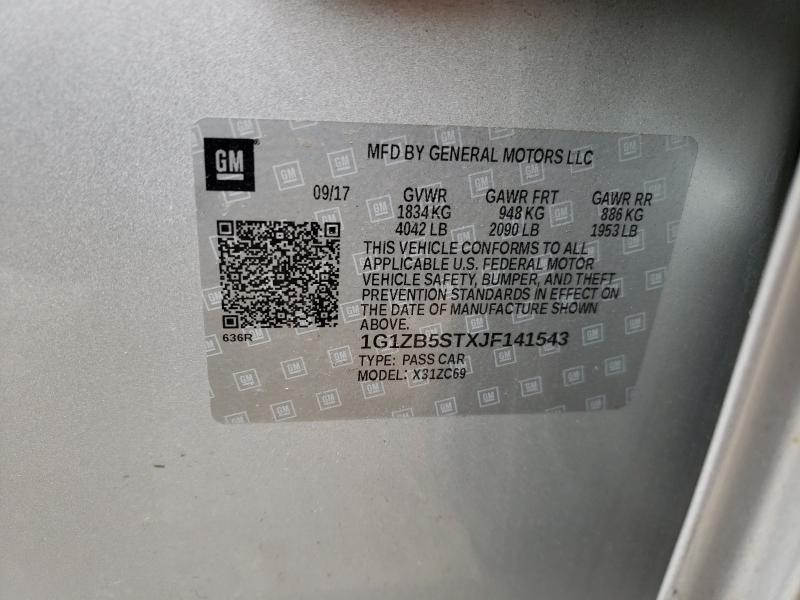 GM
MFD BY GENERAL MOTORS LLC
09/17 GVWR GAWR FRT GAWR RR
1834 KG 948 KG 886 KG
4042 LB 2090 LB 1953 LB
THIS VEHICLE CONFORMS TO ALL
APPLICABLE U.S. FEDERAL MOTOR
VEHICLE SAFETY, BUMPER, AND THEFT
PREVENTION STANDARDS IN EFFECT ON
THE DATE OF MANUFACTURE SHOWN
ABOVE.
636R
1G1ZB5STXJF141543
TYPE: PASS CAR
MODEL: X31ZC69